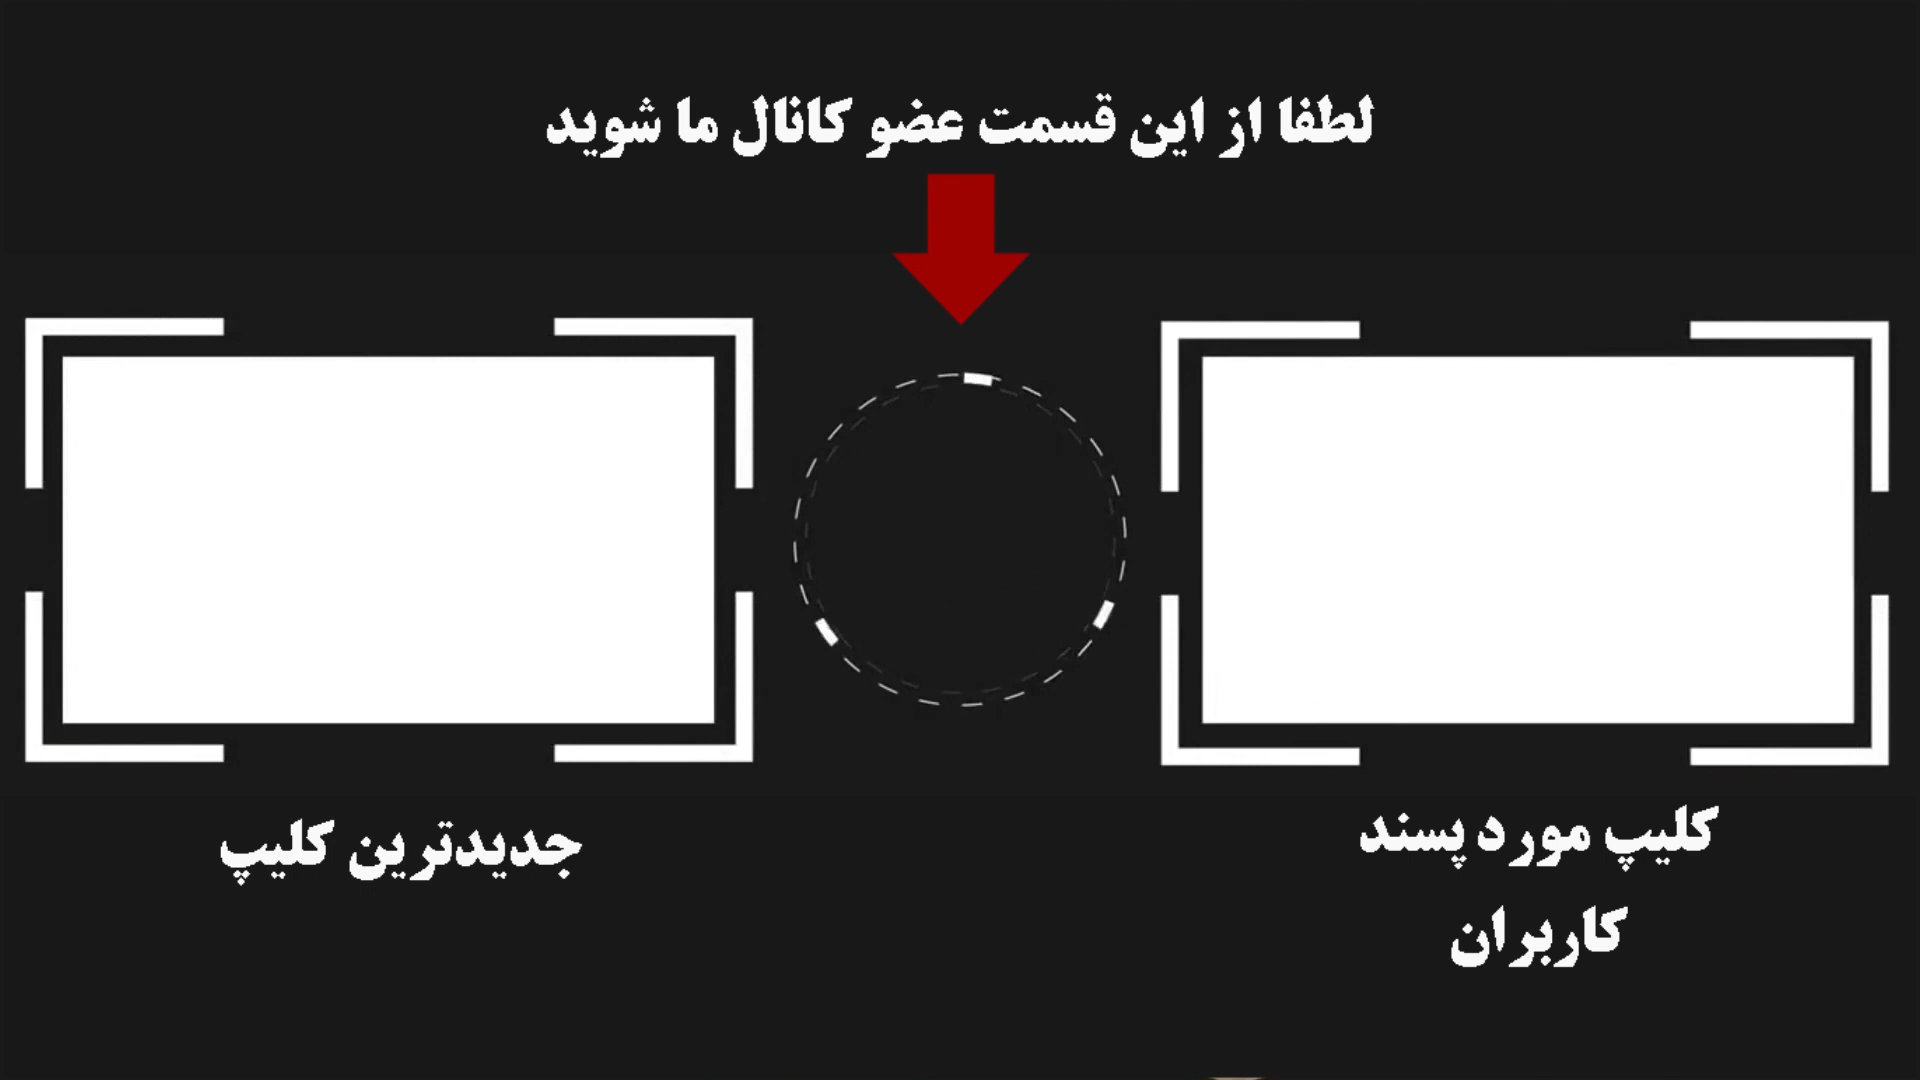 لطفا از این قسمت عضو کانال ما شوید
کلیپ مورد پسند
کاربران
جدیدترین کلیپ